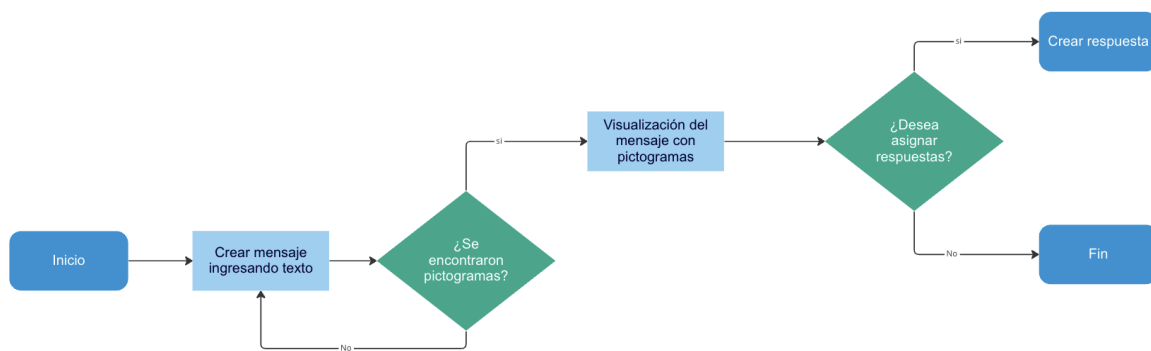 Inicio
Crear mensaje
ingresando texto
¿Se
encontraron
pictogramas?
No
si
Visualización del
mensaje con
pictogramas
¿Desea
asignar
respuestas?
si
Crear respuesta
No
Fin